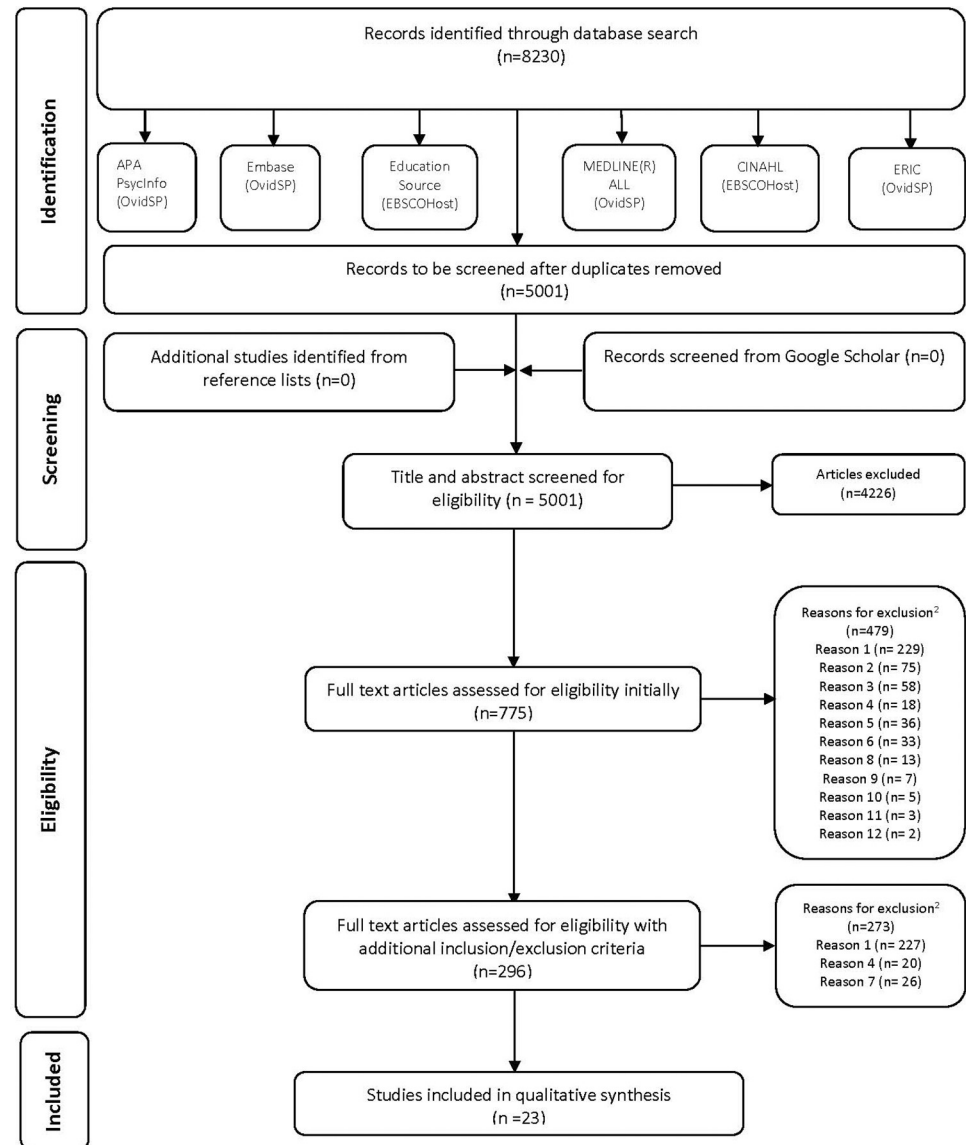 Identification
Records identified through database search
(n=8230)
APA
PsycInfo
(OvidSP)
Embase
(OvidSP)
Education
Source
(EBSCOHost)
MEDLINE(R)
ALL
(OvidSP)
CINAHL
(EBSCOHost)
ERIC
(OvidSP)
Records to be screened after duplicates removed
(n=5001)
Screening
Additional studies identified from
reference lists (n=0)
Records screened from Google Scholar (n=0)
Title and abstract screened for
eligibility (n = 5001)
Articles excluded
(n=4226)
Eligibility
Full text articles assessed for eligibility initially
(n=775)
Reasons for exclusion²
(n=479)
Reason 1 (n= 229)
Reason 2 (n= 75)
Reason 3 (n= 58)
Reason 4 (n= 18)
Reason 5 (n= 36)
Reason 6 (n= 33)
Reason 8 (n= 13)
Reason 9 (n= 7)
Reason 10 (n= 5)
Reason 11 (n= 3)
Reason 12 (n= 2)
Full text articles assessed for eligibility with
additional inclusion/exclusion criteria
(n=296)
Reasons for exclusion²
(n=273)
Reason 1 (n= 227)
Reason 4 (n= 20)
Reason 7 (n= 26)
Included
Studies included in qualitative synthesis
(n =23)